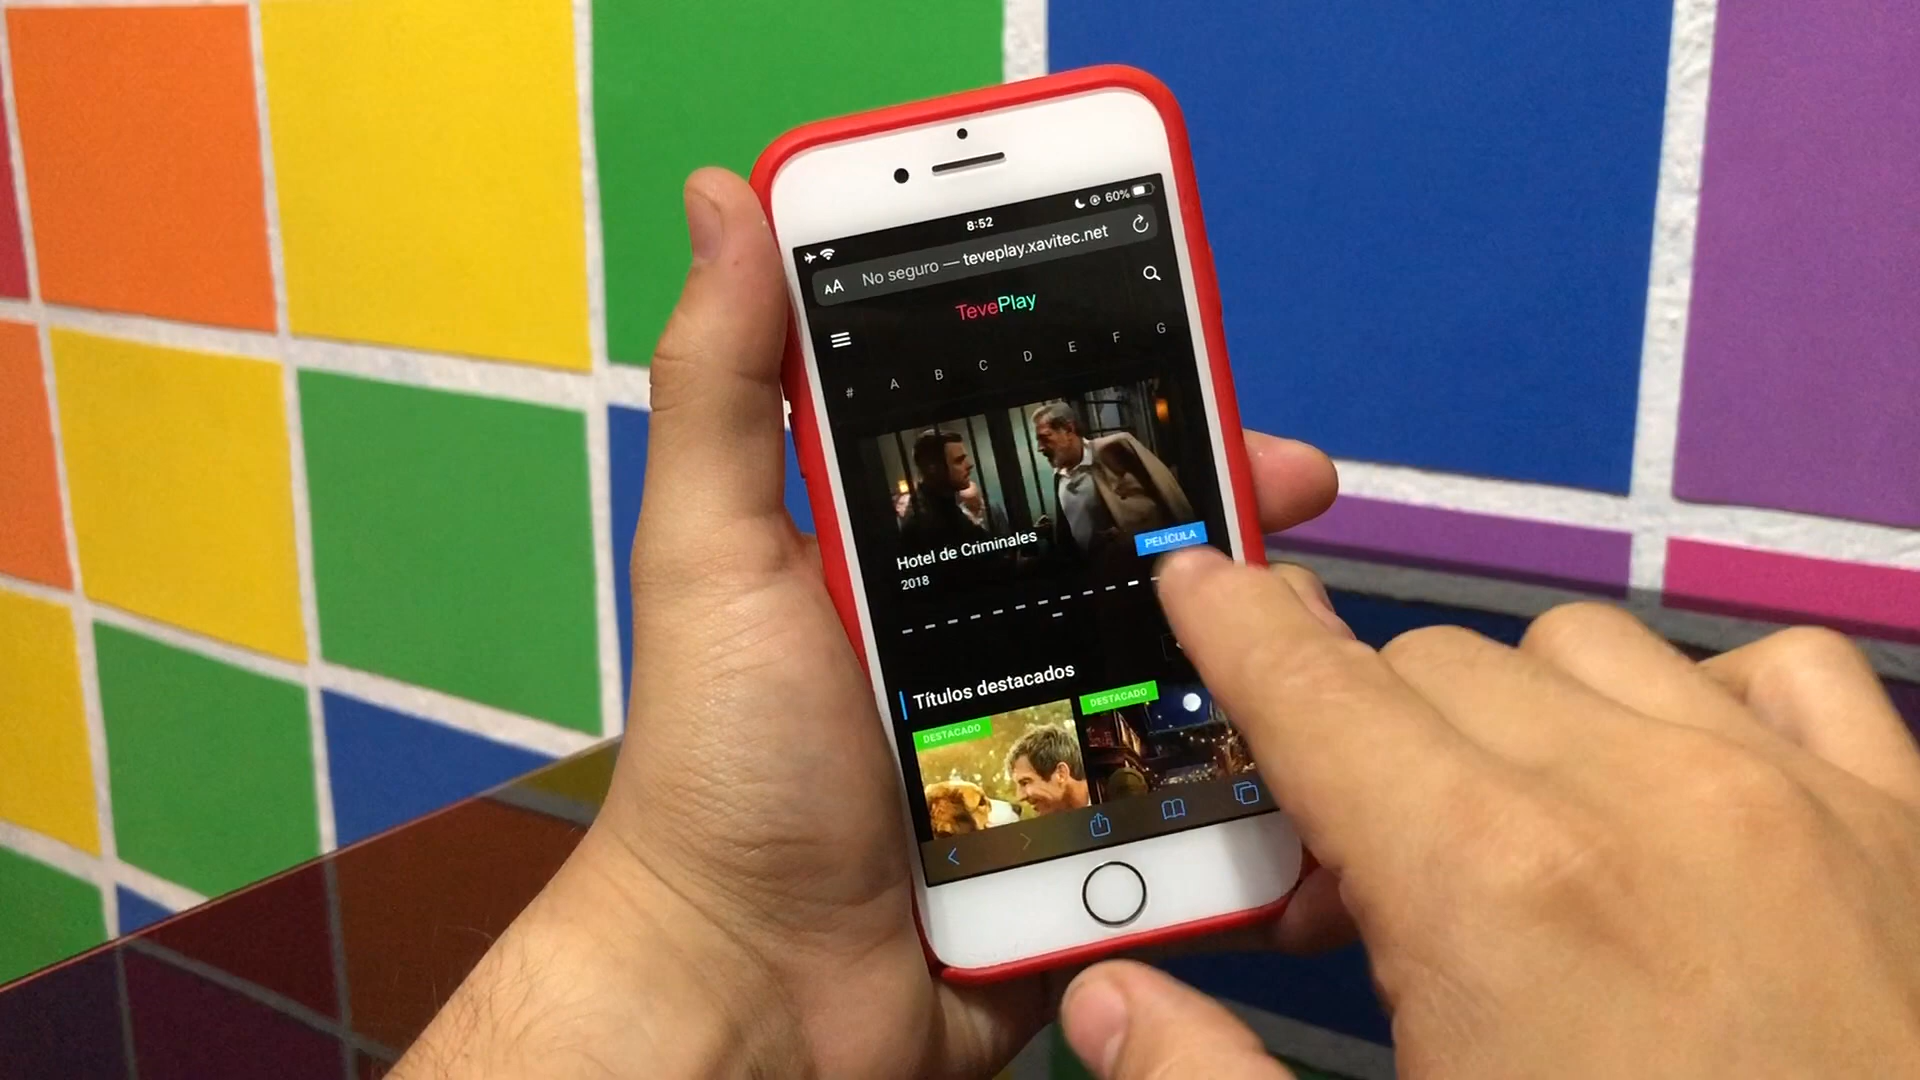 8:52
60%
AA No seguro — teveplay.xavitec.net
TevePlay
# A B C D E F G
Hotel de Criminales
PELÍCULA
2018
Títulos destacados
DESTACADO
DESTACADO